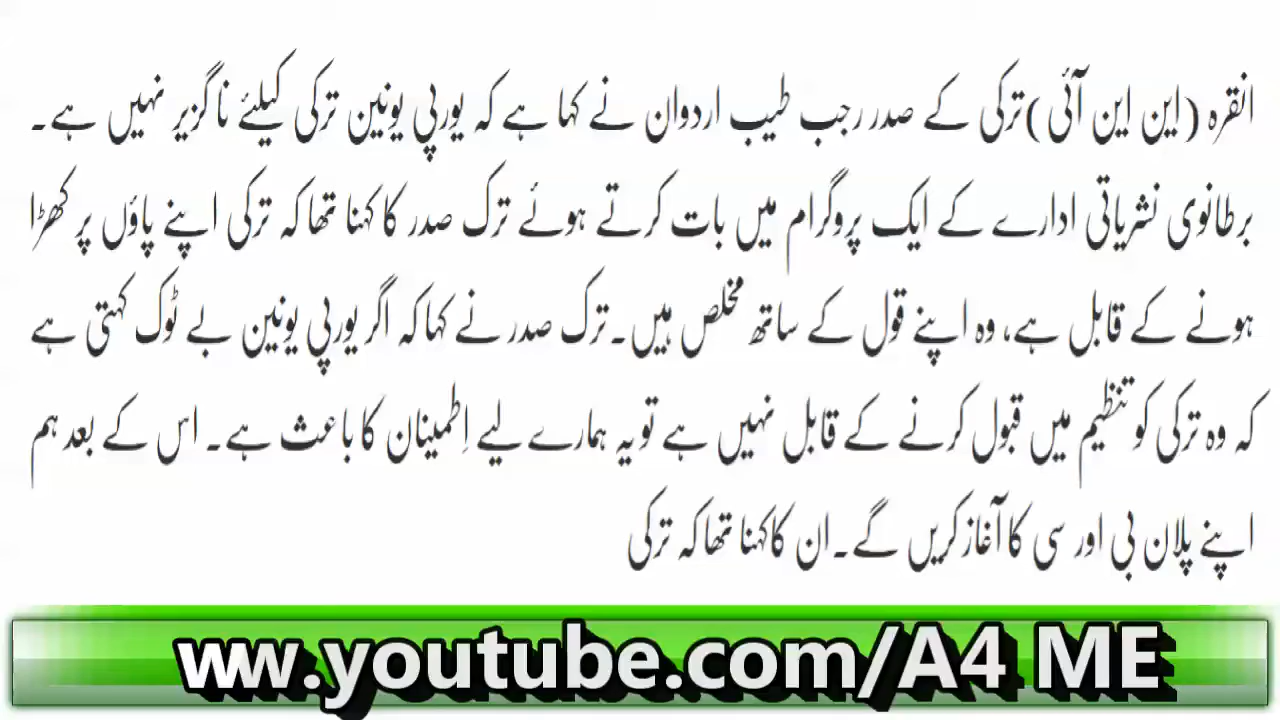 انقرہ (این این آئی)ترکی کے صدر رجب طیب اردوان نے کہا ہے کہ یورپی یونین ترکی کیلئے ناگزیر نہیں ہے۔
برطانوی نشریاتی ادارے کے ایک پروگرام میں بات کرتے ہوئے ترک صدر کا کہنا تھا کہ ترکی اپنے پاؤں پر کھڑا
ہونے کے قابل ہے، وہ اپنے قول کے ساتھ مخلص ہیں۔ترک صدر نے کہا کہ اگر یورپی یونین بے ٹوک کہتی ہے
کہ وہ ترکی کو تنظیم میں قبول کرنے کے قابل نہیں ہے تو یہ ہمارے لیے اِطمینان کا باعث ہے۔ اس کے بعد ہم
اپنے پلان بی اور سی کا آغاز کریں گے۔ان کا کہنا تھا کہ ترکی
www.youtube.com/A4 ME